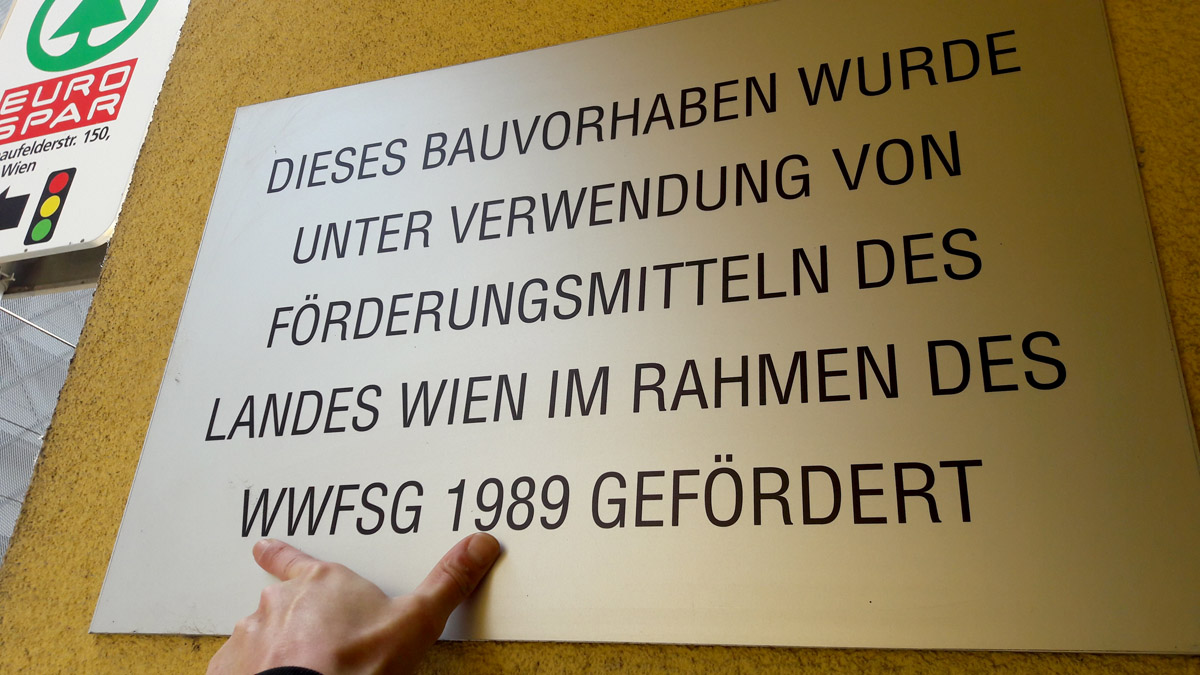 EURO
SPAR
aufelderstr. 150,
Wien
DIESES BAUVORHABEN WURDE
UNTER VERWENDUNG VON
FÖRDERUNGSMITTELN DES
LANDES WIEN IM RAHMEN DES
WWFSG 1989 GEFÖRDERT